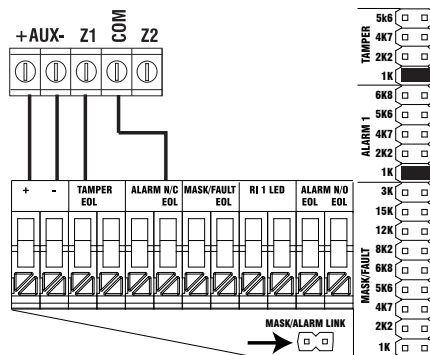 +AUX- Z1 COM Z2
+ - TAMPER EOL ALARM N/C EOL MASK/FAULT EOL RJ 1 LED ALARM N/O EOL EOL
MASK/ALARM LINK
TAMPER
5k6
4K7
2K2
1K
ALARM 1
6K8
5K6
4K7
2K2
1K
MASK/FAULT
3K
15K
12K
8K2
6K8
5K6
4K7
2K2
1K